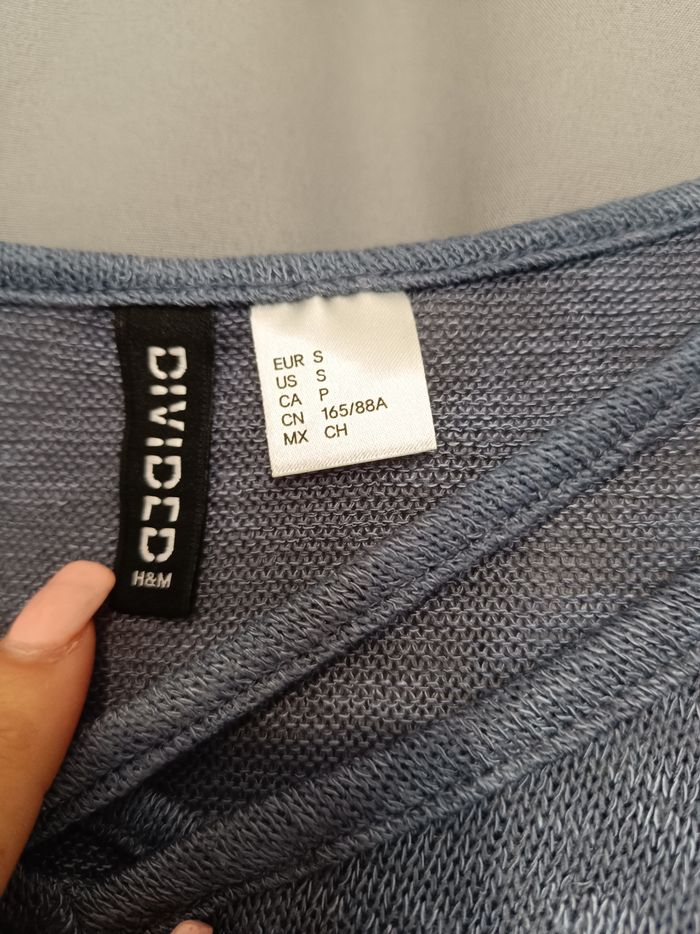 DIVIDED
H&M
EUR S
US S
CA P
CN 165/88A
MX CH